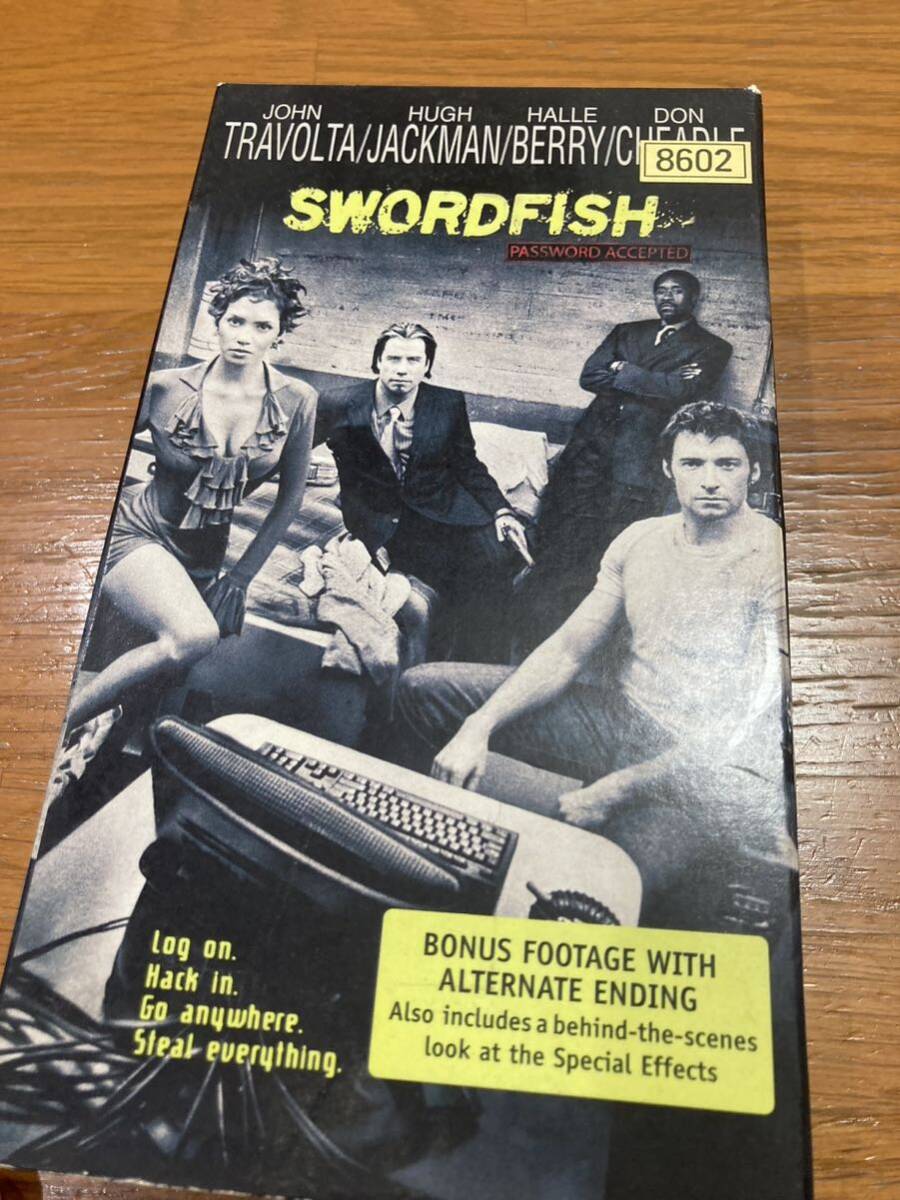 JOHN HUGH HALLE DON
TRAVOLTA/JACKMAN/BERRY/
8602
SWORDFISH
PASSWORD ACCEPTED
Log on.
Hack in.
Go anywhere.
Steal everything.
BONUS FOOTAGE WITH
ALTERNATE ENDING
Also includes a behind-the-scenes
look at the Special Effects